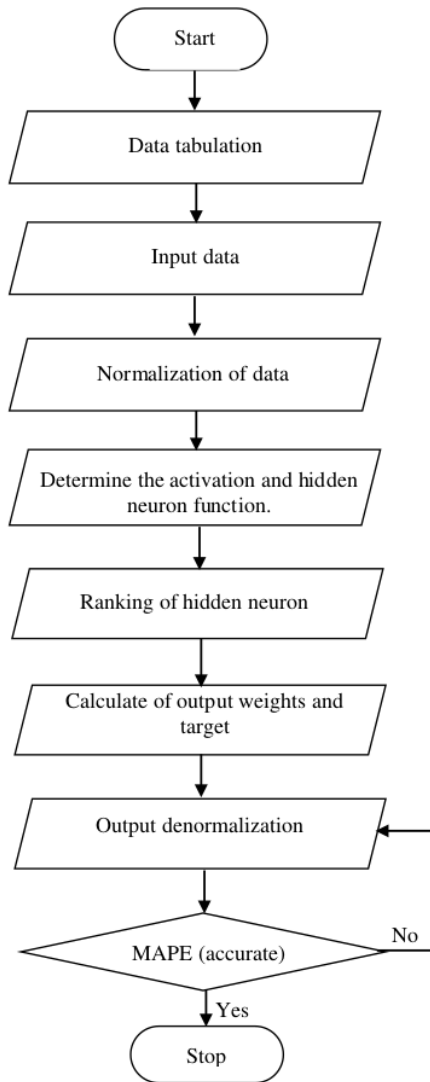 Start
Data tabulation
Input data
Normalization of data
Determine the activation and hidden
neuron function.
Ranking of hidden neuron
Calculate of output weights and
target
Output denormalization
MAPE (accurate)
No
Yes
Stop